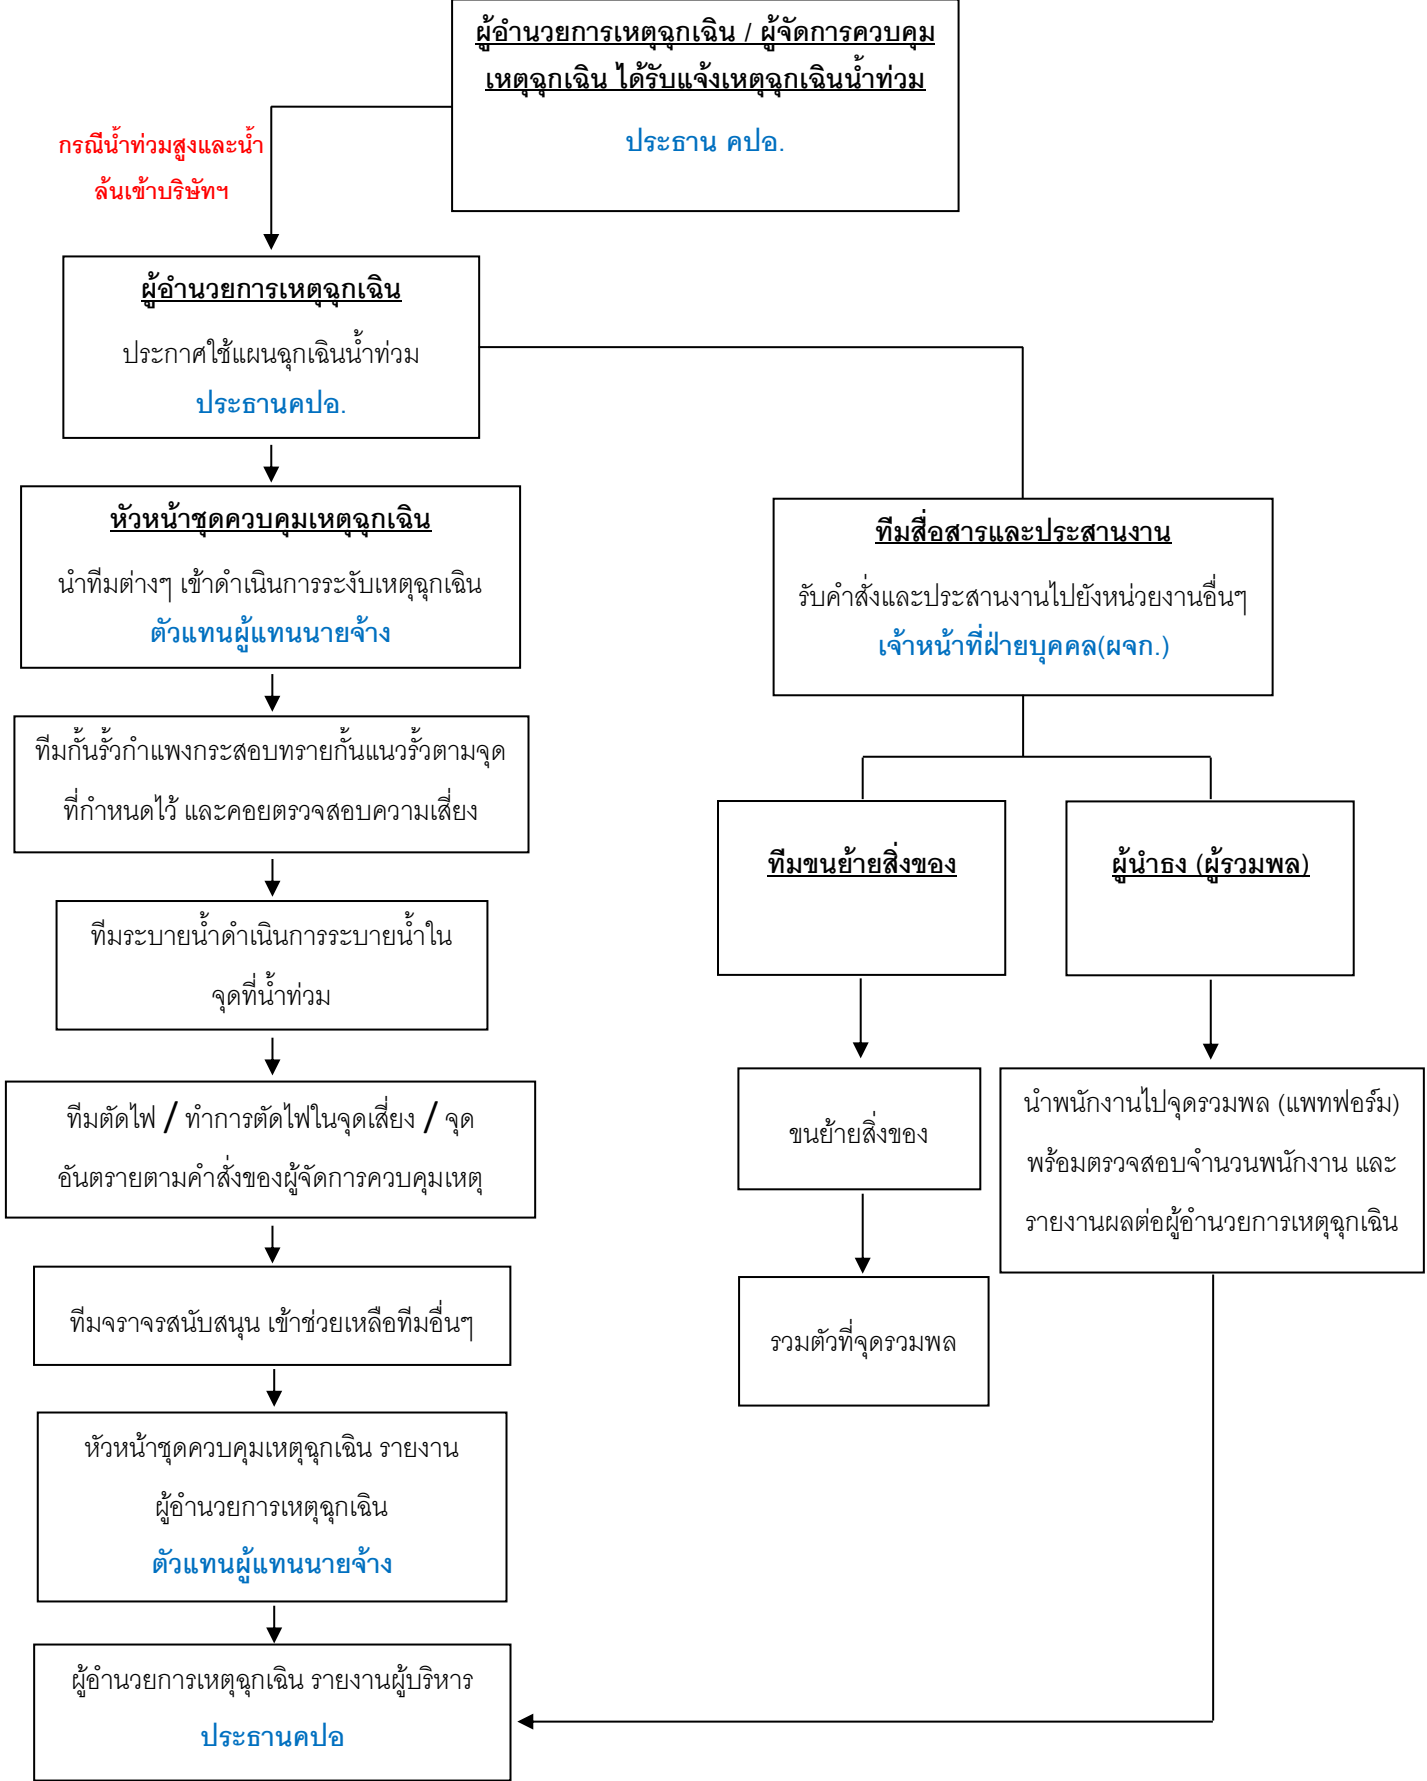 ผู้อำนวยการเหตุฉุกเฉิน / ผู้จัดการควบคุม
เหตุฉุกเฉิน ได้รับแจ้งเหตุฉุกเฉินน้ำท่วม
ประธาน คปอ.
กรณีน้ำท่วมสูงและน้ำ
ล้นเข้าบริษัทฯ
ผู้อำนวยการเหตุฉุกเฉิน
ประกาศใช้แผนฉุกเฉินน้ำท่วม
ประธานคปอ.
หัวหน้าชุดควบคุมเหตุฉุกเฉิน
นำทีมต่างๆ เข้าดำเนินการระงับเหตุฉุกเฉิน
ตัวแทนผู้แทนนายจ้าง
ทีมสื่อสารและประสานงาน
รับคำสั่งและประสานงานไปยังหน่วยงานอื่นๆ
เจ้าหน้าที่ฝ่ายบุคคล(ผจก.)
ทีมกั้นรั้วกำแพงกระสอบทรายกั้นแนวรั้วตามจุด
ที่กำหนดไว้ และคอยตรวจสอบความเสี่ยง
ทีมขนย้ายสิ่งของ
ผู้นำธง (ผู้รวมพล)
ทีมระบายน้ำดำเนินการระบายน้ำใน
จุดที่น้ำท่วม
ทีมตัดไฟ / ทำการตัดไฟในจุดเสี่ยง / จุด
อันตรายตามคำสั่งของผู้จัดการควบคุมเหตุ
ขนย้ายสิ่งของ
นำพนักงานไปจุดรวมพล (แพทฟอร์ม)
พร้อมตรวจสอบจำนวนพนักงาน และ
รายงานผลต่อผู้อำนวยการเหตุฉุกเฉิน
ทีมจราจรสนับสนุน เข้าช่วยเหลือทีมอื่นๆ
รวมตัวที่จุดรวมพล
หัวหน้าชุดควบคุมเหตุฉุกเฉิน รายงาน
ผู้อำนวยการเหตุฉุกเฉิน
ตัวแทนผู้แทนนายจ้าง
ผู้อำนวยการเหตุฉุกเฉิน รายงานผู้บริหาร
ประธานคปอ